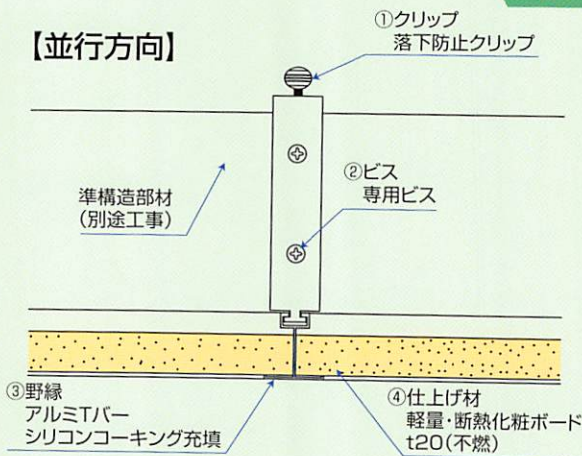 【並行方向】
①クリップ
落下防止クリップ
②ビス
専用ビス
準構造部材
(別途工事)
③野縁
アルミTバー
シリコンコーキング充填
④仕上げ材
軽量・断熱化粧ボード
t20(不燃)